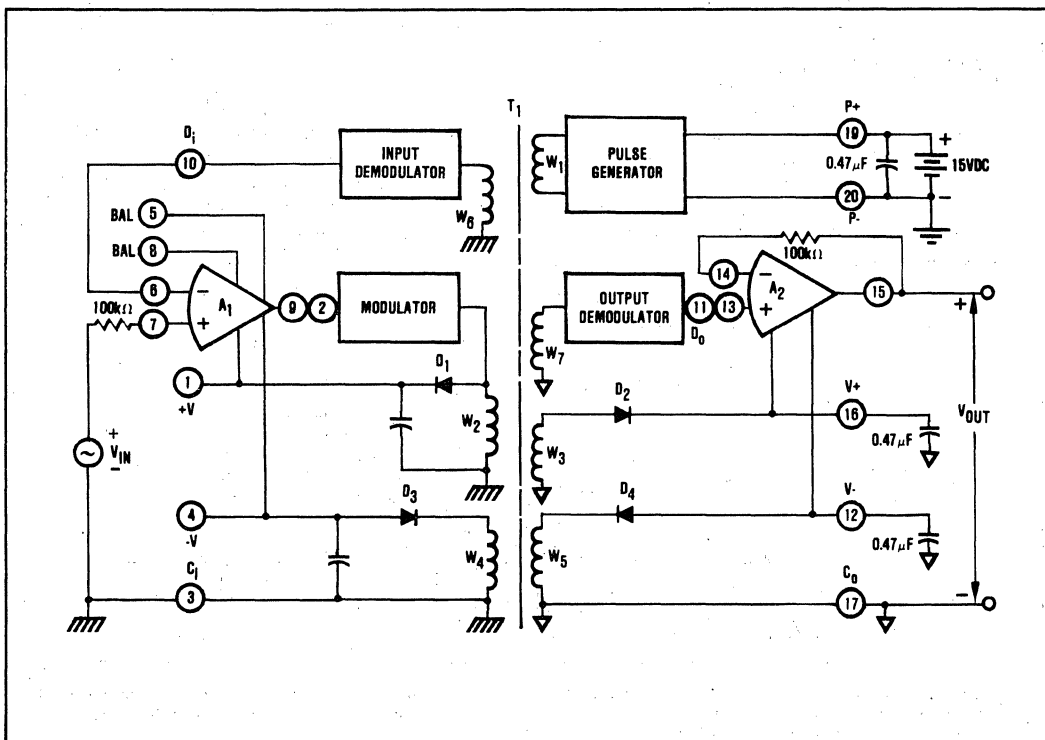 T1
Di
10
INPUT
DEMODULATOR
W6
W1
PULSE
GENERATOR
P+
19
0.47μF
+
15VDC
-
20
P-
BAL 5
BAL 8
6
100kΩ
7
-
+
A1
9 2
MODULATOR
D1
1
+V
W2
+
VIN
-
4
-V
D3
W4
Ci
3
100kΩ
14
-
+
A2
15
OUTPUT
DEMODULATOR
11 13
Do
W7
+
D2
V+
16
0.47μF
W3
VOUT
D4
V-
12
0.47μF
W5
Co
17
-